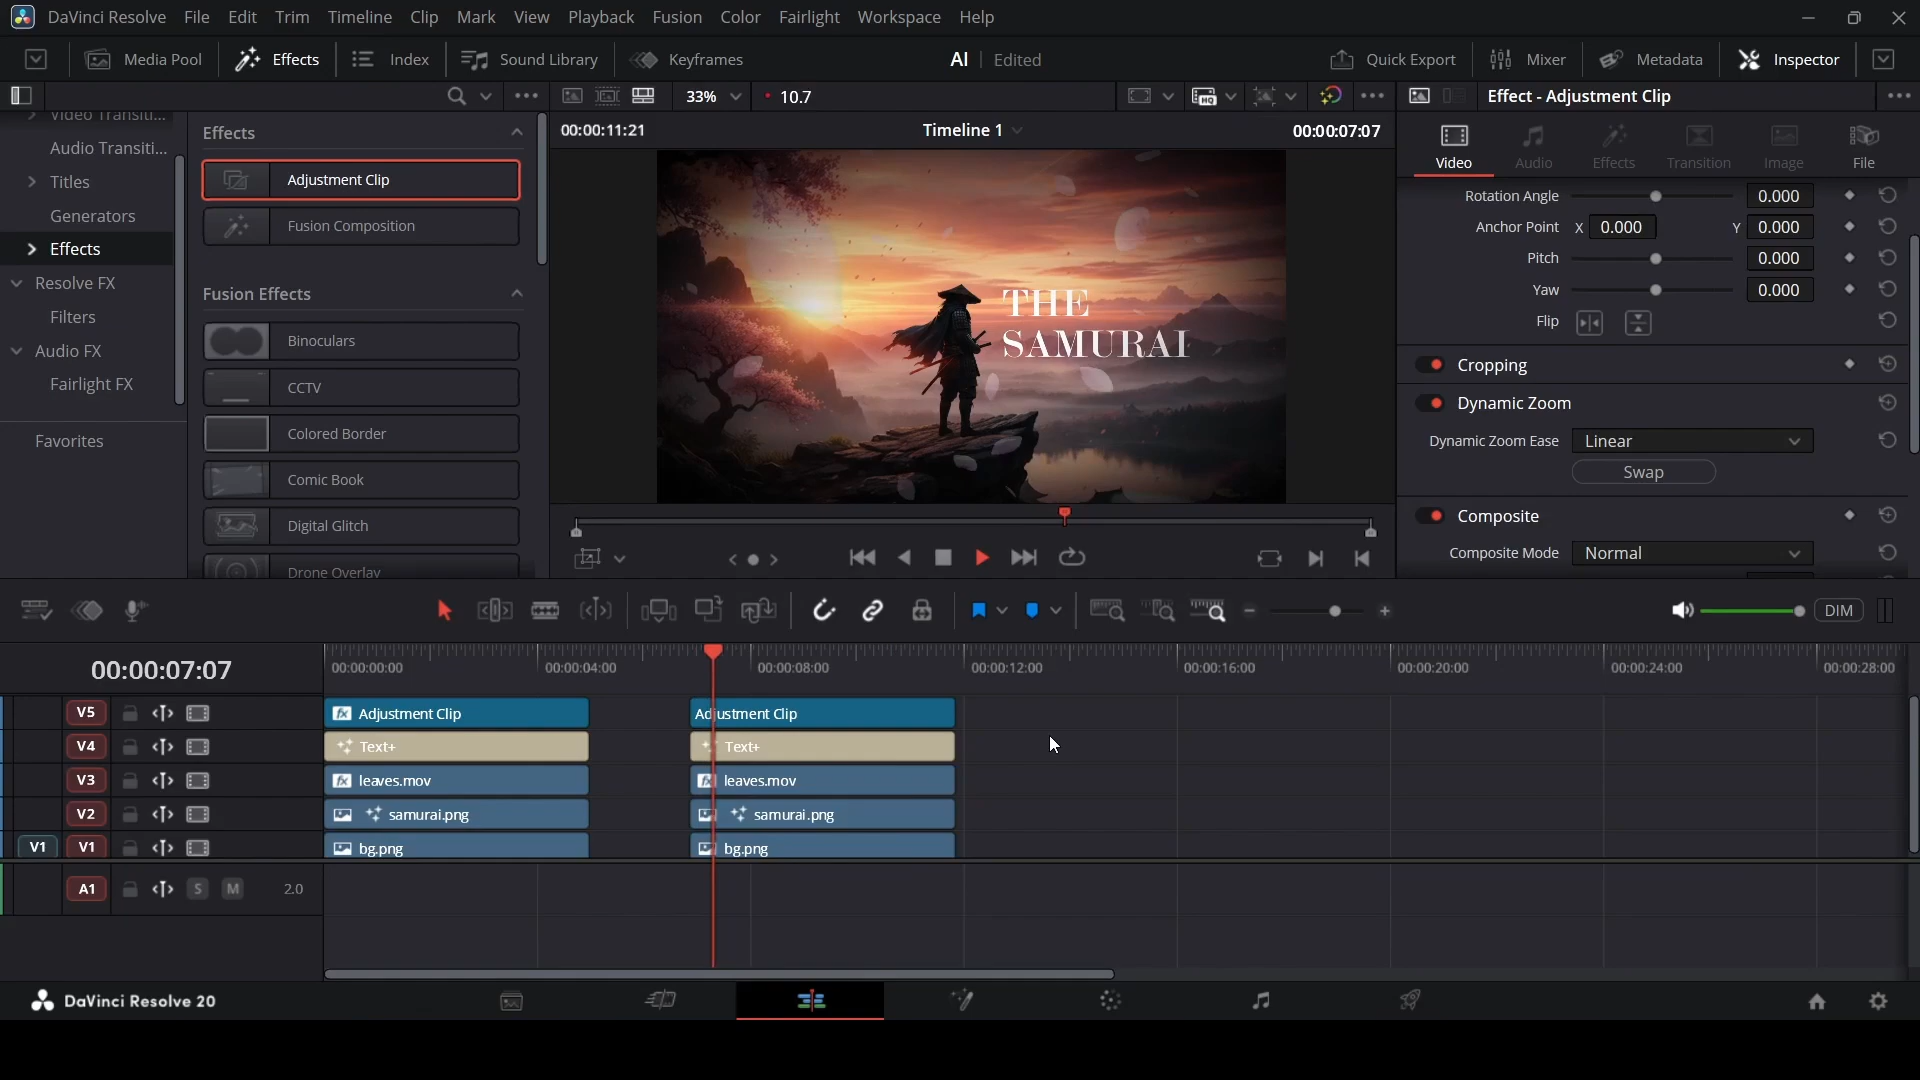 DaVinci Resolve File Edit Trim Timeline Clip Mark View Playback Fusion Color Fairlight Workspace Help
Media Pool Effects Index Sound Library Keyframes AI Edited Quick Export Mixer Metadata Inspector
33% 10.7 HQ Effect - Adjustment Clip
Video Transiti...
Audio Transiti...
Titles
Generators
Effects
Resolve FX
Filters
Audio FX
Fairlight FX
Favorites
Effects
Adjustment Clip
Fusion Composition
Fusion Effects
Binoculars
CCTV
Colored Border
Comic Book
Digital Glitch
Drone Overlay
00:00:11:21 Timeline 1 00:00:07:07
THE
SAMURAI
Video Audio Effects Transition Image File
Rotation Angle 0.000
Anchor Point X 0.000 Y 0.000
Pitch 0.000
Yaw 0.000
Flip
Cropping
Dynamic Zoom
Dynamic Zoom Ease Linear
Swap
Composite
Composite Mode Normal
DIM
00:00:07:07 00:00:00:00 00:00:04:00 00:00:08:00 00:00:12:00 00:00:16:00 00:00:20:00 00:00:24:00 00:00:28:00
V5 fx Adjustment Clip Adjustment Clip
V4 Text+ Text+
V3 fx leaves.mov fx leaves.mov
V2 samurai.png samurai.png
V1 V1 bg.png bg.png
A1 S M 2.0
DaVinci Resolve 20